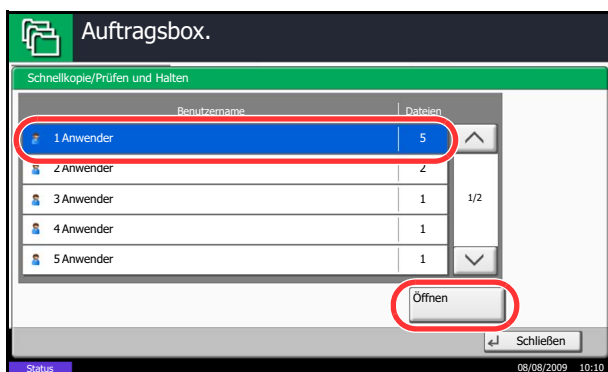 Auftragsbox.
Schnellkopie/Prüfen und Halten
Benutzername Dateien
1 Anwender 5
2 Anwender 2
3 Anwender 1
1/2
4 Anwender 1
5 Anwender 1
Öffnen
Schließen
Status 08/08/2009 10:10